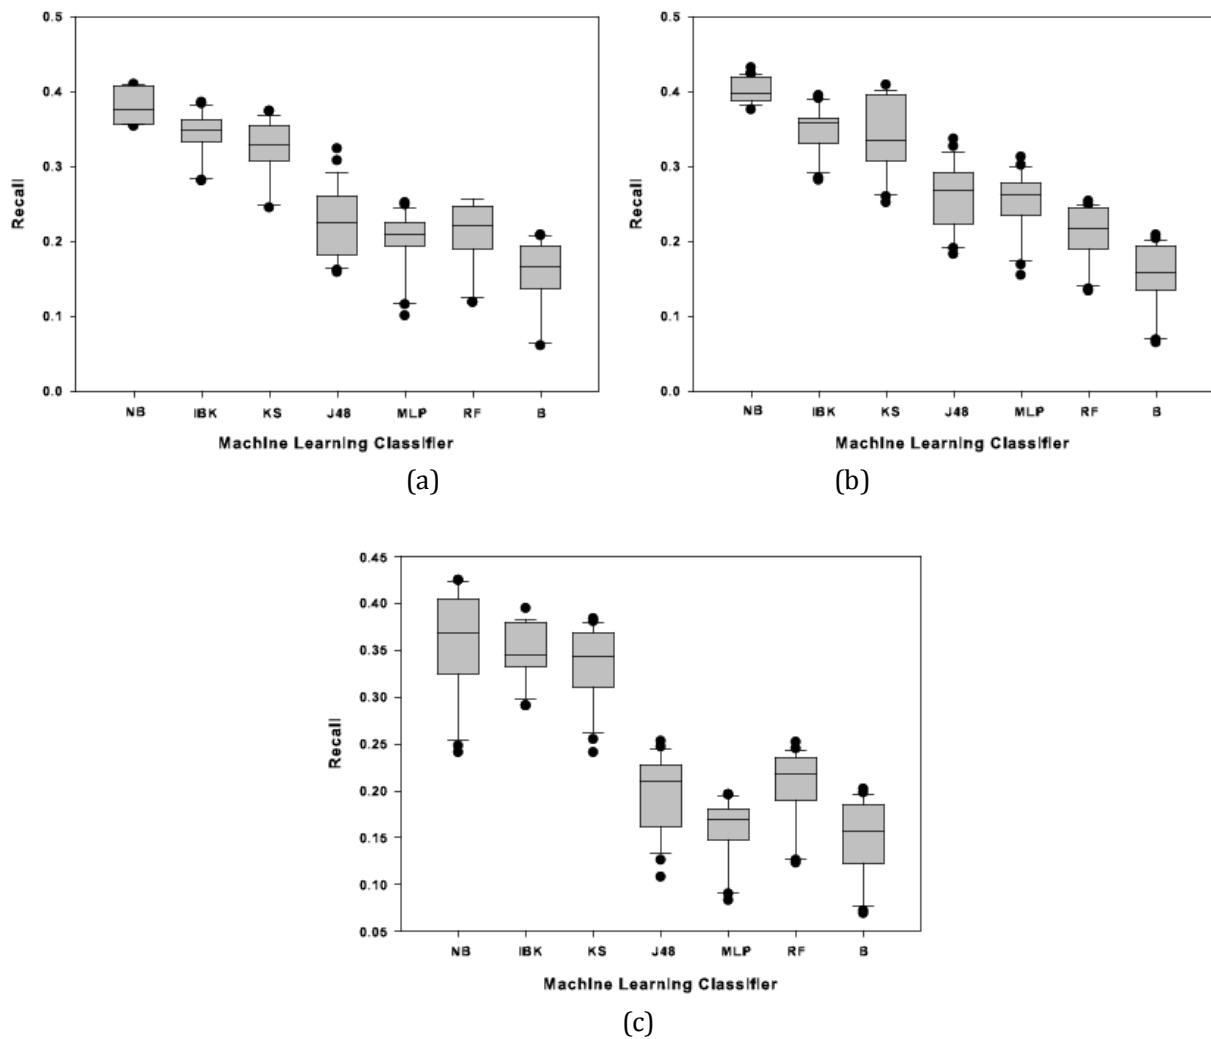 0.5
0.4
0.3
0.2
0.1
0.0
Recall
NB IBK KS J48 MLP RF B
Machine Learning Classifier
(a)
0.5
0.4
0.3
0.2
0.1
0.0
Recall
NB IBK KS J48 MLP RF B
Machine Learning Classifier
(b)
0.45
0.40
0.35
0.30
0.25
0.20
0.15
0.10
0.05
Recall
NB IBK KS J48 MLP RF B
Machine Learning Classifier
(c)